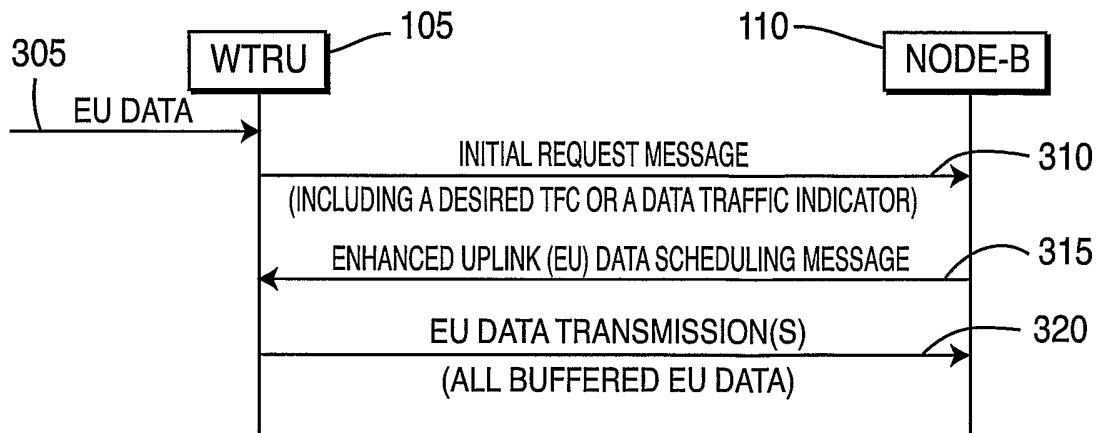 105
110
305
WTRU
NODE-B
EU DATA
INITIAL REQUEST MESSAGE
310
(INCLUDING A DESIRED TFC OR A DATA TRAFFIC INDICATOR)
ENHANCED UPLINK (EU) DATA SCHEDULING MESSAGE
315
EU DATA TRANSMISSION(S)
320
(ALL BUFFERED EU DATA)